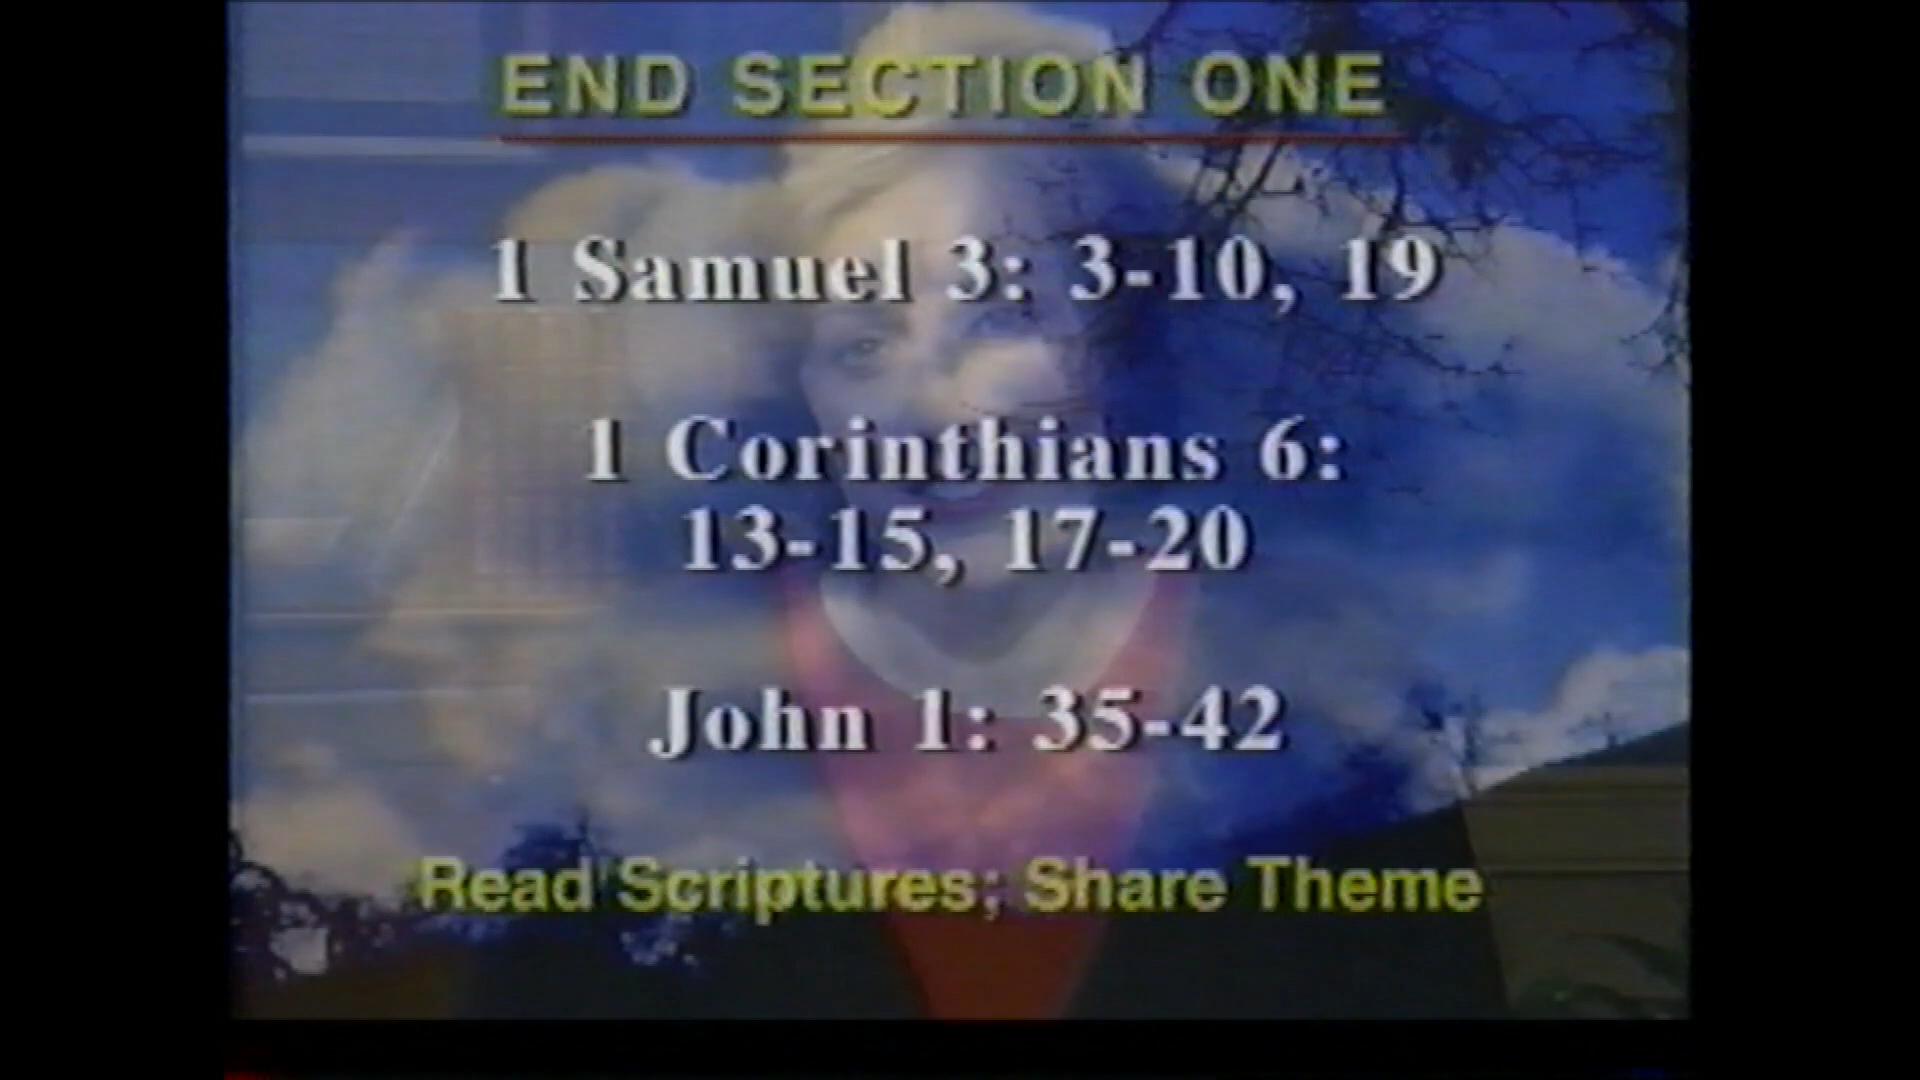 END SECTION ONE
1 Samuel 3: 3-10, 19
1 Corinthians 6:
13-15, 17-20
John 1: 35-42
Read Scriptures; Share Theme